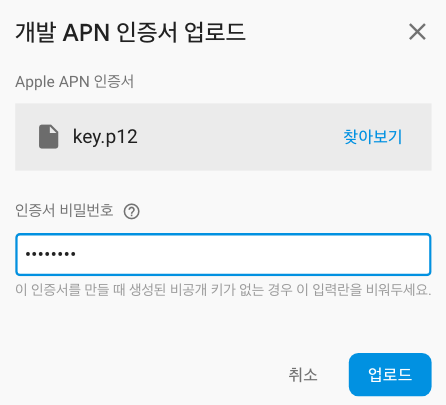 개발 APN 인증서 업로드
Apple APN 인증서
key.p12 찾아보기
인증서 비밀번호
••••••••
이 인증서를 만들 때 생성된 비공개 키가 없는 경우 이 입력란을 비워두세요.
취소 업로드